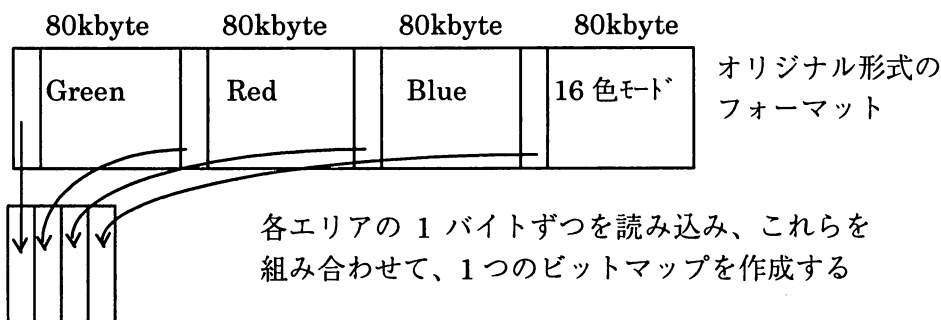 80kbyte 80kbyte 80kbyte 80kbyte
Green Red Blue 16 色ﾓｰﾄﾞ
オリジナル形式の
フォーマット
各エリアの 1 バイトずつを読み込み、これらを
組み合わせて、1 つのビットマップを作成する